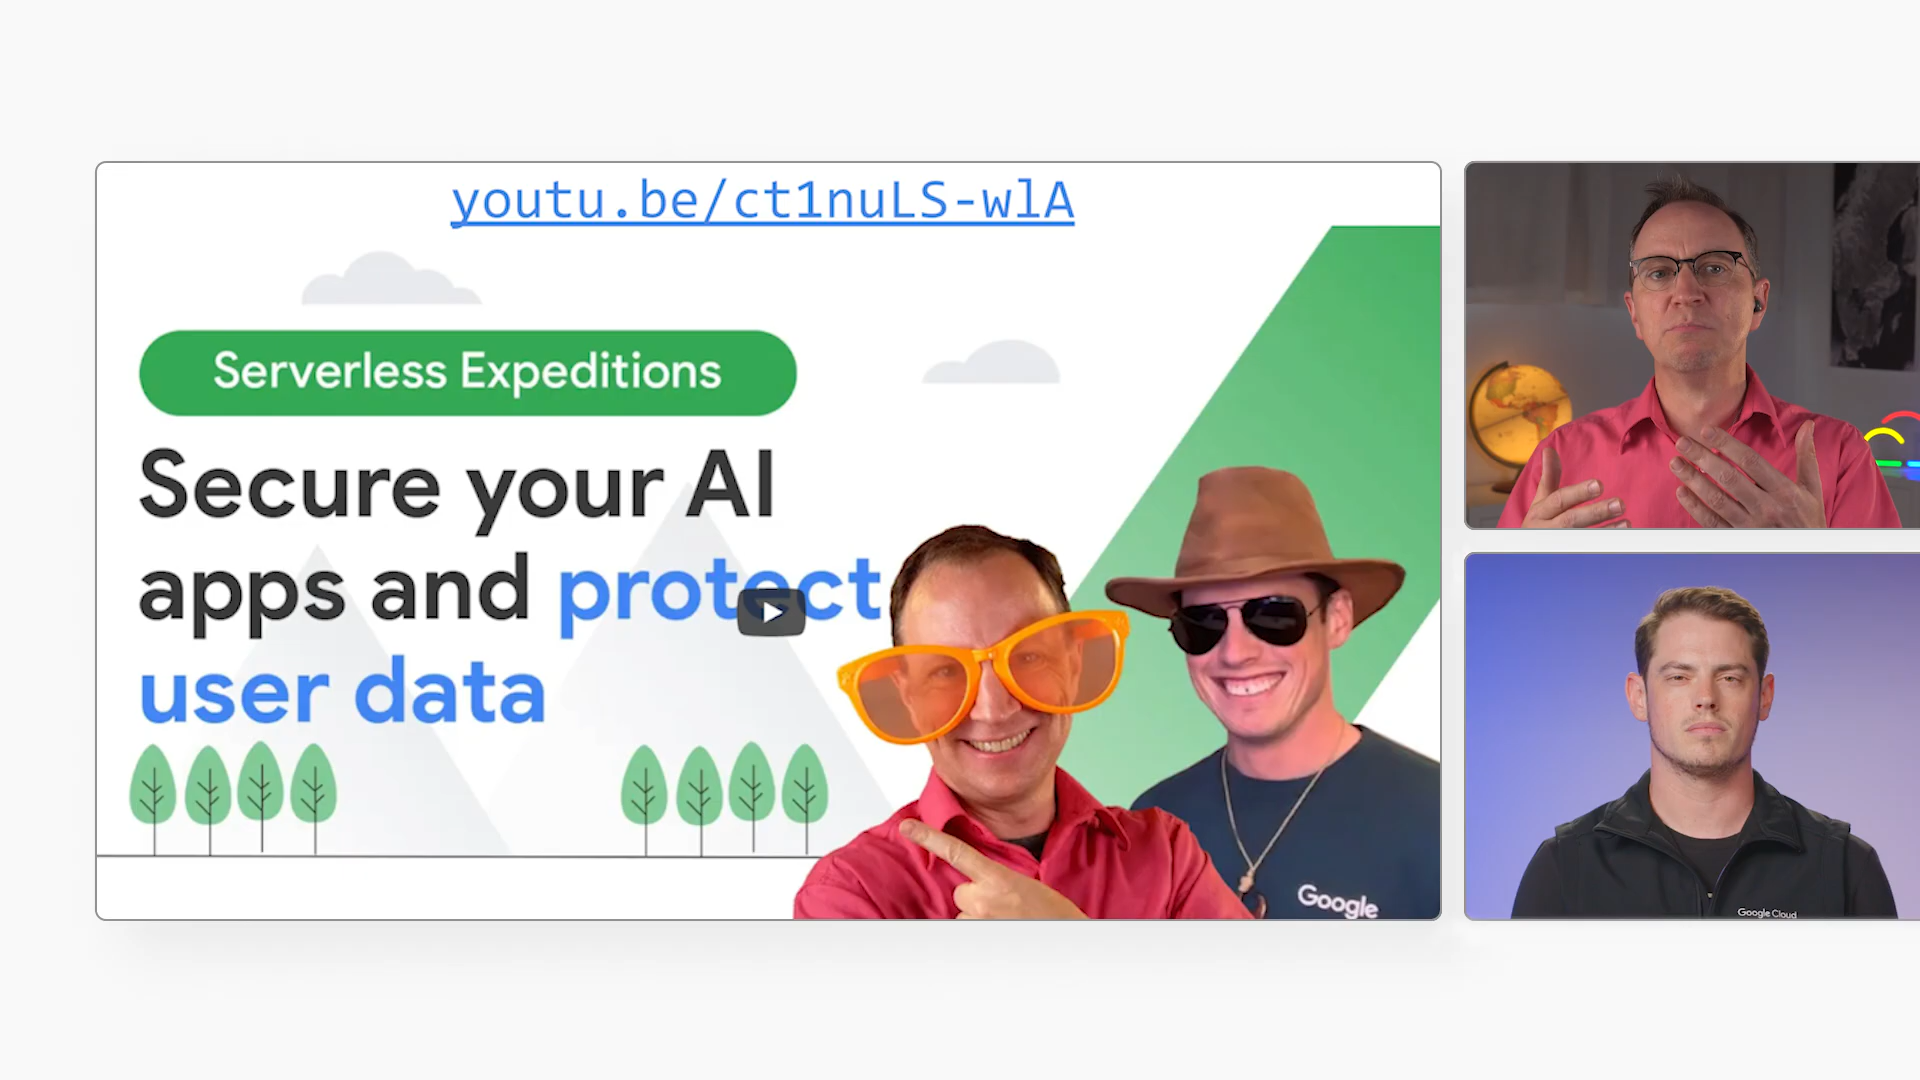 youtu.be/ct1nuLS-wlA
Serverless Expeditions
Secure your AI
apps and protect
user data
Google
Google Cloud